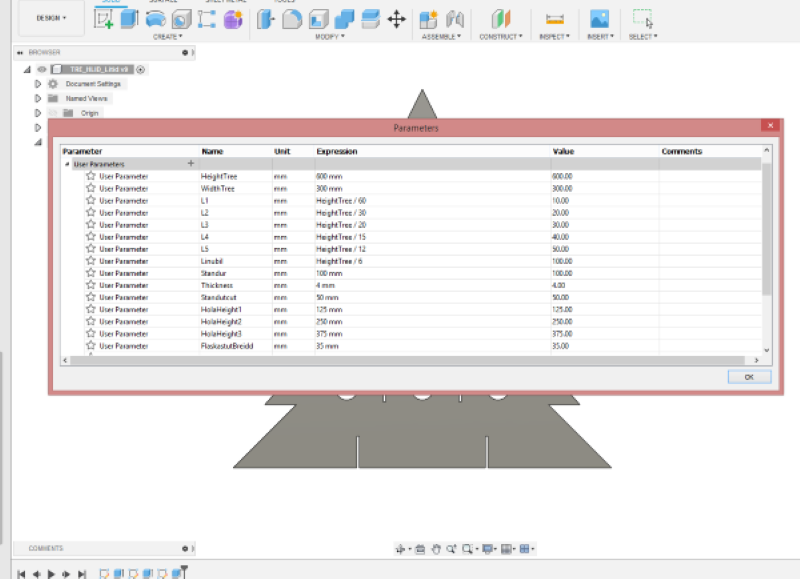 SOLID SURFACE SHEET METAL TOOLS
DESIGN
CREATE MODIFY ASSEMBLE CONSTRUCT INSPECT INSERT SELECT
BROWSER
Document Settings
Named Views
Origin
Parameters
Parameter Name Unit Expression Value Comments
User Parameters
User Parameter HeightTree mm 600 mm 600.00
User Parameter WidthTree mm 300 mm 300.00
User Parameter L1 mm HeightTree / 60 10.00
User Parameter L2 mm HeightTree / 30 20.00
User Parameter L3 mm HeightTree / 20 30.00
User Parameter L4 mm HeightTree / 15 40.00
User Parameter L5 mm HeightTree / 12 50.00
User Parameter Linubil mm HeightTree / 6 100.00
User Parameter Standur mm 100 mm 100.00
User Parameter Thickness mm 4 mm 4.00
User Parameter Standutcut mm 50 mm 50.00
User Parameter HolaHeight1 mm 125 mm 125.00
User Parameter HolaHeight2 mm 250 mm 250.00
User Parameter HolaHeight3 mm 375 mm 375.00
User Parameter FlaskastutBreidd mm 35 mm 35.00
OK
COMMENTS